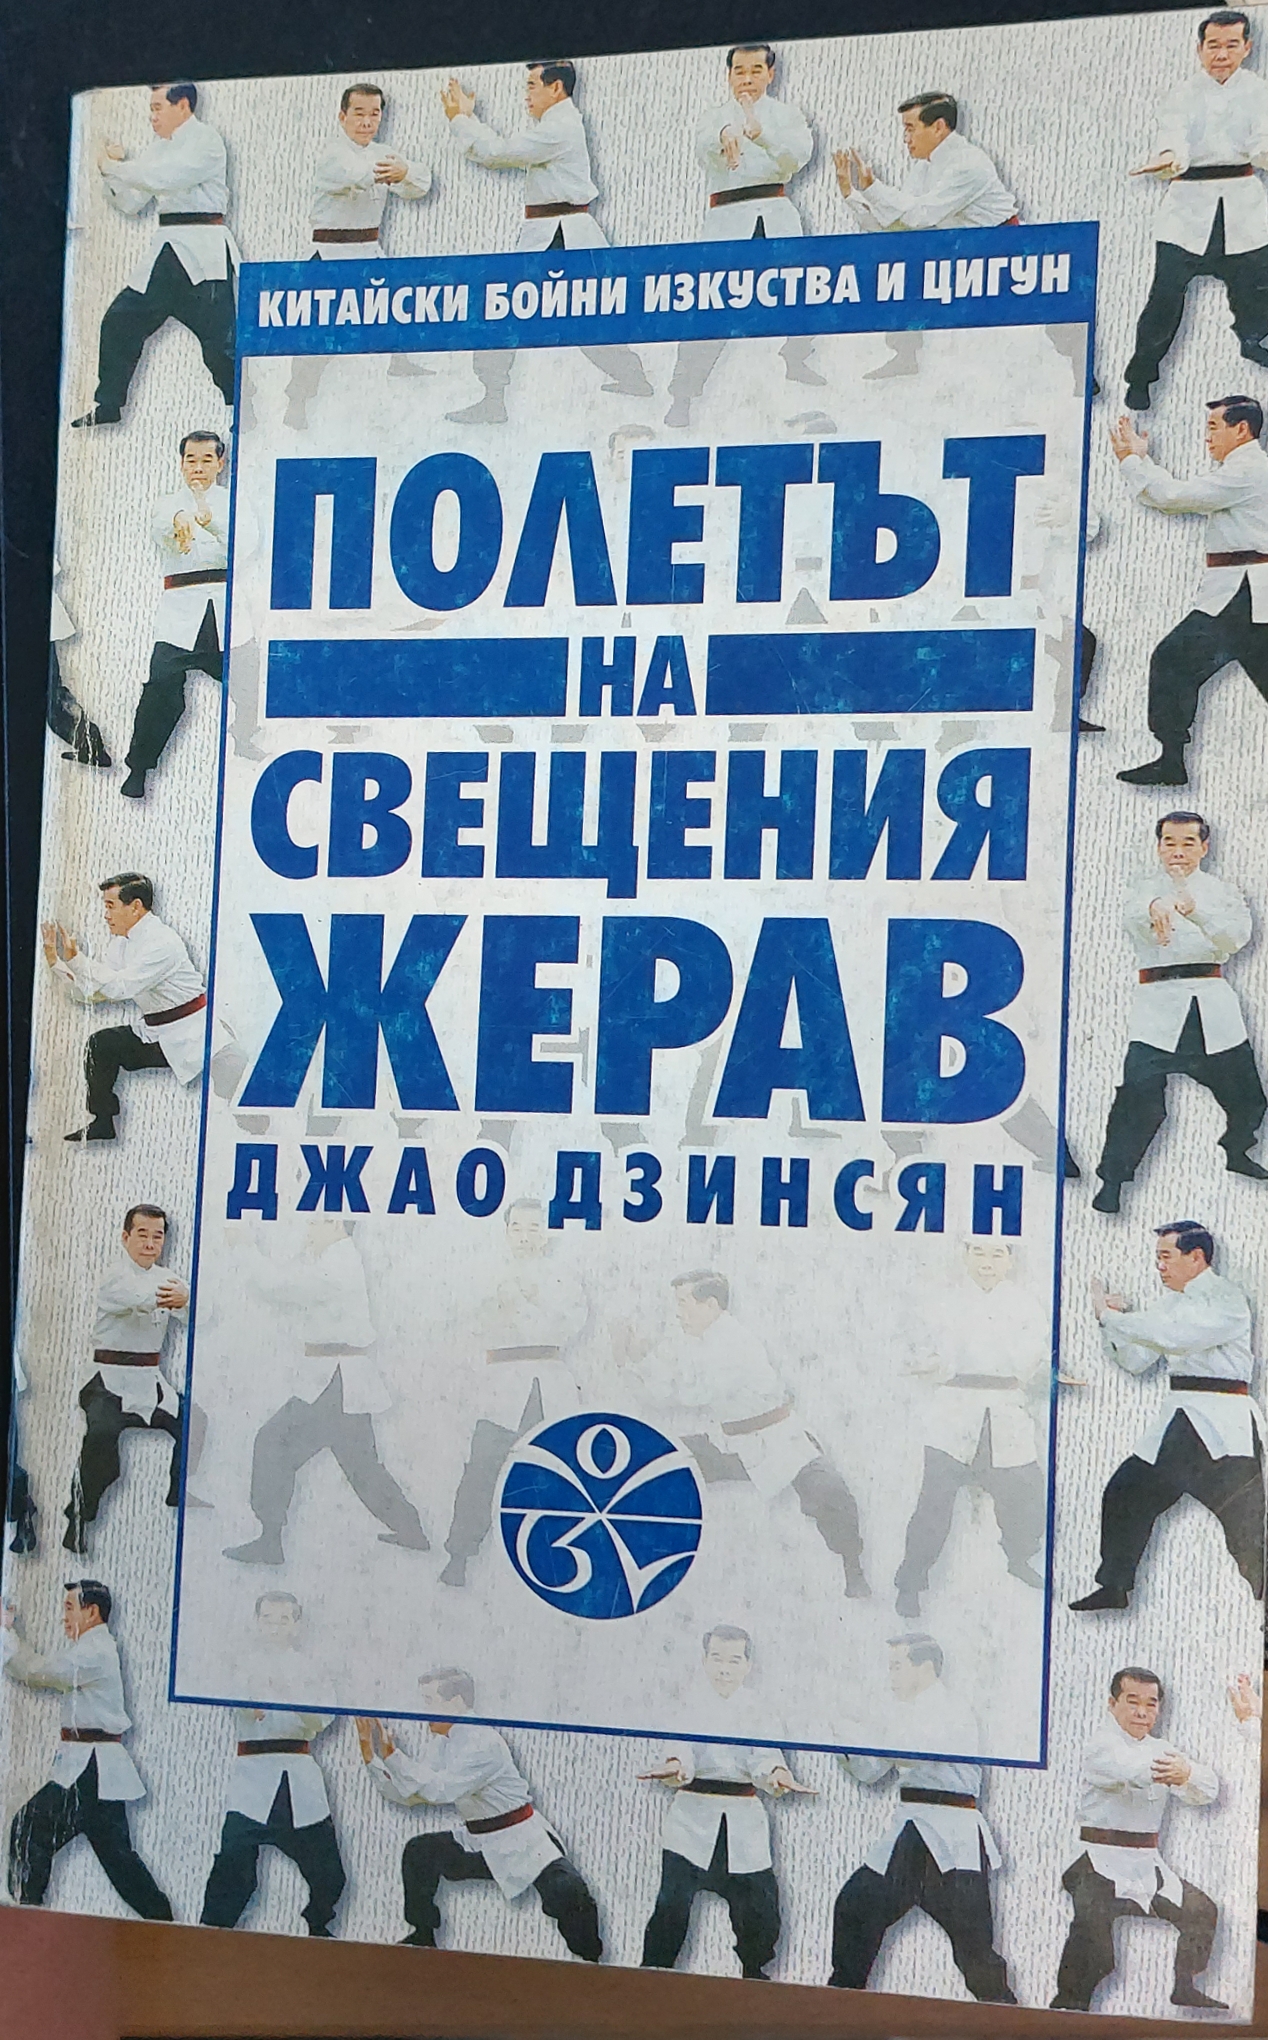 КИТАЙСКИ БОЙНИ ИЗКУСТВА И ЦИГУН
ПОЛЕТЪТ
НА
СВЕЩЕНИЯ
ЖЕРАВ
ДЖАО ДЗИНСЯН